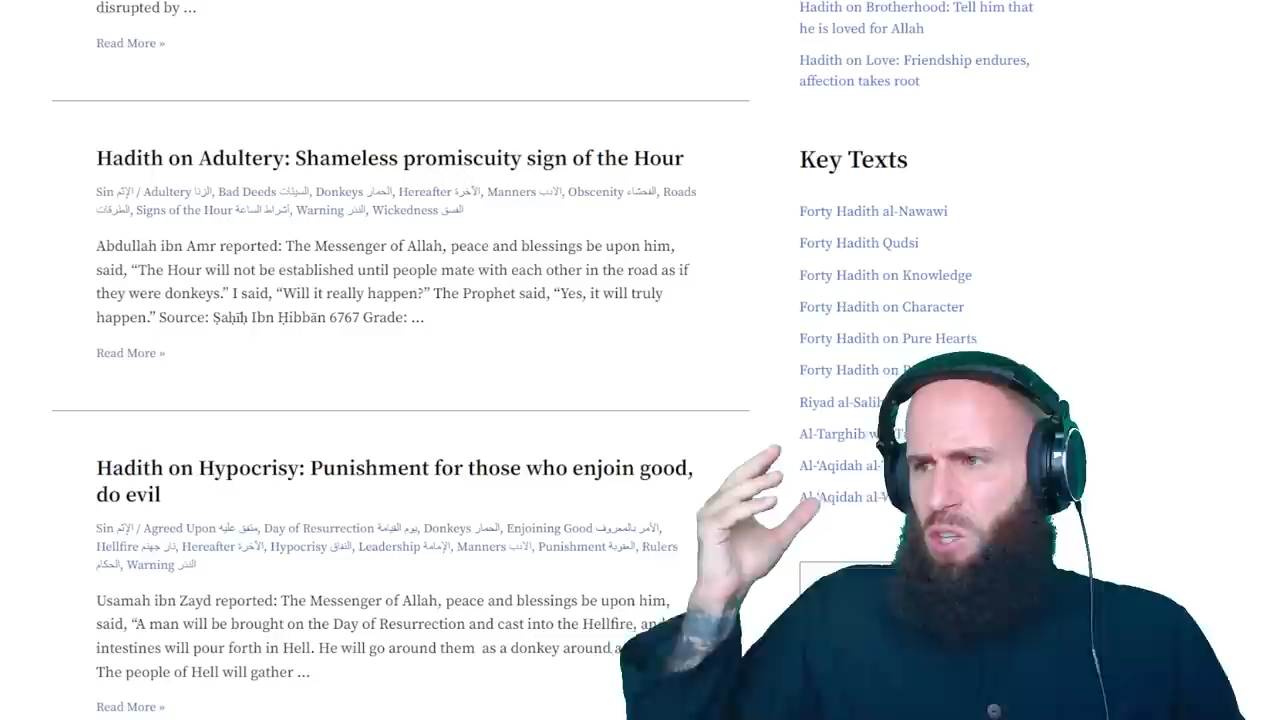 disrupted by …
Read More »
Hadith on Adultery: Shameless promiscuity sign of the Hour
Sin الإثم / Adultery الزنا, Bad Deeds السيئات, Donkeys الحمار, Hereafter الآخرة, Manners الادب, Obscenity الفحشاء, Roads
الطرقات, Signs of the Hour أشراط الساعة, Warning النذر, Wickedness الفسق
Abdullah ibn Amr reported: The Messenger of Allah, peace and blessings be upon him,
said, “The Hour will not be established until people mate with each other in the road as if
they were donkeys.” I said, “Will it really happen?” The Prophet said, “Yes, it will truly
happen.” Source: Ṣaḥīḥ Ibn Ḥibbān 6767 Grade: …
Read More »
Hadith on Hypocrisy: Punishment for those who enjoin good,
do evil
Sin الإثم / Agreed Upon متفق عليه, Day of Resurrection يوم القيامة, Donkeys الحمار, Enjoining Good الأمر بالمعروف,
Hellfire نار جهنم, Hereafter الآخرة, Hypocrisy النفاق, Leadership الإمامة, Manners الادب, Punishment العقوبة, Rulers
الحكام, Warning النذر
Usamah ibn Zayd reported: The Messenger of Allah, peace and blessings be upon him,
said, “A man will be brought on the Day of Resurrection and cast into the Hellfire,
intestines will pour forth in Hell. He will go around them as a donkey around
The people of Hell will gather …
Read More »
Hadith on Brotherhood: Tell him that
he is loved for Allah
Hadith on Love: Friendship endures,
affection takes root
Key Texts
Forty Hadith al-Nawawi
Forty Hadith Qudsi
Forty Hadith on Knowledge
Forty Hadith on Character
Forty Hadith on Pure Hearts
Forty Hadith on
Riyad al-Salih
Al-Targhib
Al-‘Aqidah al-
Al-‘Aqidah al-